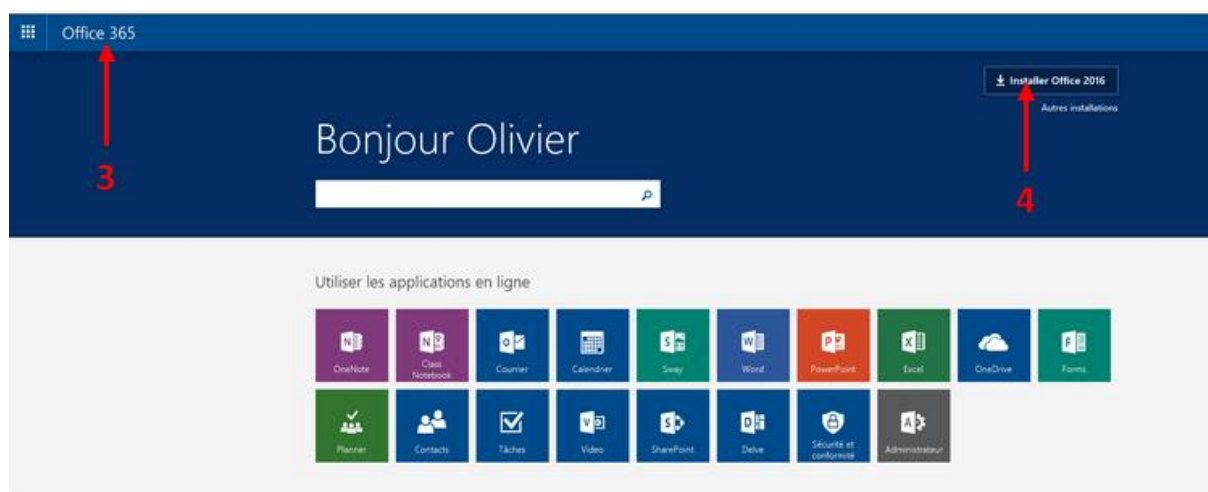 Office 365
Installer Office 2016
Autres installations
Bonjour Olivier
3
4
Utiliser les applications en ligne
OneNote
Class Notebook
Courrier
Calendrier
Sway
Word
PowerPoint
Excel
OneDrive
Forms
Planner
Contacts
Tâches
Video
SharePoint
Delve
Sécurité et conformité
Administrateur